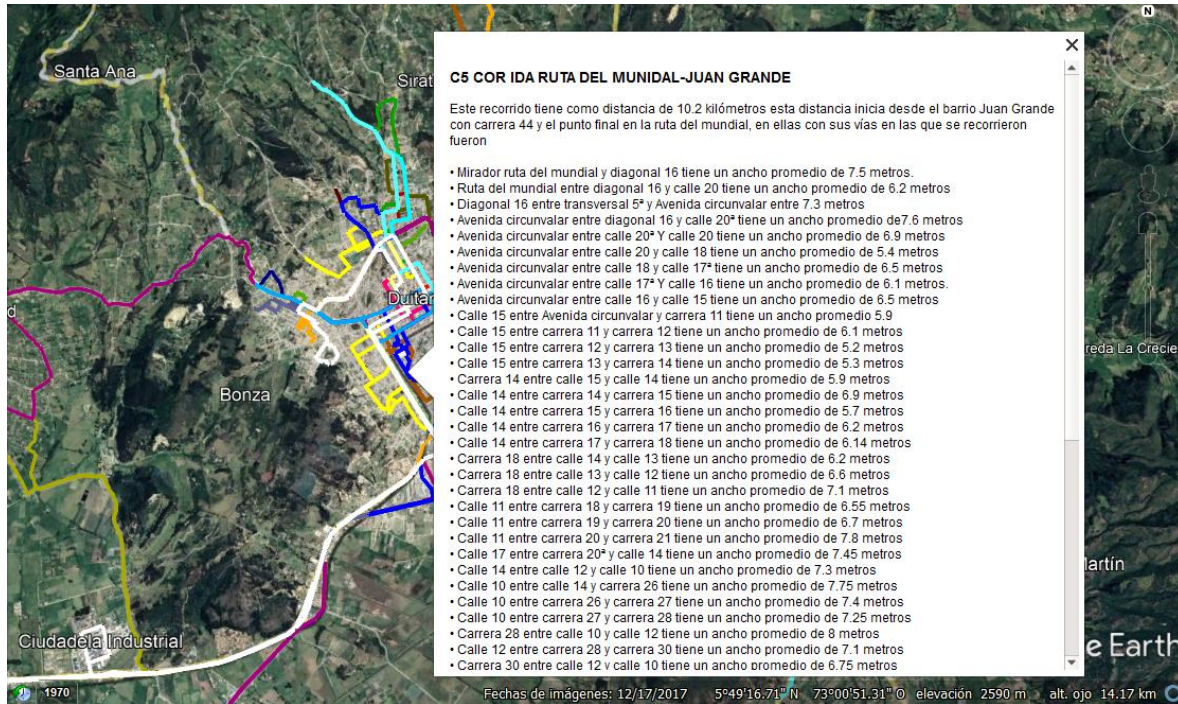 N
Santa Ana
Sirat
Duitar
Bonza
Ciudadela Industrial
C5 COR IDA RUTA DEL MUNIDAL-JUAN GRANDE
Este recorrido tiene como distancia de 10.2 kilómetros esta distancia inicia desde el barrio Juan Grande
con carrera 44 y el punto final en la ruta del mundial, en ellas con sus vías en las que se recorrieron
fueron
• Mirador ruta del mundial y diagonal 16 tiene un ancho promedio de 7.5 metros.
• Ruta del mundial entre diagonal 16 y calle 20 tiene un ancho promedio de 6.2 metros
• Diagonal 16 entre transversal 5ª y Avenida circunvalar entre 7.3 metros
• Avenida circunvalar entre diagonal 16 y calle 20ª tiene un ancho promedio de7.6 metros
• Avenida circunvalar entre calle 20ª Y calle 20 tiene un ancho promedio de 6.9 metros
• Avenida circunvalar entre calle 20 y calle 18 tiene un ancho promedio de 5.4 metros
• Avenida circunvalar entre calle 18 y calle 17ª tiene un ancho promedio de 6.5 metros
• Avenida circunvalar entre calle 17ª Y calle 16 tiene un ancho promedio de 6.1 metros.
• Avenida circunvalar entre calle 16 y calle 15 tiene un ancho promedio de 6.5 metros
• Calle 15 entre Avenida circunvalar y carrera 11 tiene un ancho promedio 5.9
• Calle 15 entre carrera 11 y carrera 12 tiene un ancho promedio de 6.1 metros
• Calle 15 entre carrera 12 y carrera 13 tiene un ancho promedio de 5.2 metros
• Calle 15 entre carrera 13 y carrera 14 tiene un ancho promedio de 5.3 metros
• Carrera 14 entre calle 15 y calle 14 tiene un ancho promedio de 5.9 metros
• Calle 14 entre carrera 14 y carrera 15 tiene un ancho promedio de 6.9 metros
• Calle 14 entre carrera 15 y carrera 16 tiene un ancho promedio de 5.7 metros
• Calle 14 entre carrera 16 y carrera 17 tiene un ancho promedio de 6.2 metros
• Calle 14 entre carrera 17 y carrera 18 tiene un ancho promedio de 6.14 metros
• Carrera 18 entre calle 14 y calle 13 tiene un ancho promedio de 6.2 metros
• Carrera 18 entre calle 13 y calle 12 tiene un ancho promedio de 6.6 metros
• Carrera 18 entre calle 12 y calle 11 tiene un ancho promedio de 7.1 metros
• Calle 11 entre carrera 18 y carrera 19 tiene un ancho promedio de 6.55 metros
• Calle 11 entre carrera 19 y carrera 20 tiene un ancho promedio de 6.7 metros
• Calle 11 entre carrera 20 y carrera 21 tiene un ancho promedio de 7.8 metros
• Calle 17 entre carrera 20ª y calle 14 tiene un ancho promedio de 7.45 metros
• Calle 14 entre calle 12 y calle 10 tiene un ancho promedio de 7.3 metros
• Calle 10 entre calle 14 y carrera 26 tiene un ancho promedio de 7.75 metros
• Calle 10 entre carrera 26 y carrera 27 tiene un ancho promedio de 7.4 metros
• Calle 10 entre carrera 27 y carrera 28 tiene un ancho promedio de 7.25 metros
• Carrera 28 entre calle 10 y calle 12 tiene un ancho promedio de 8 metros
• Calle 12 entre carrera 28 y carrera 30 tiene un ancho promedio de 7.1 metros
• Carrera 30 entre calle 12 y calle 10 tiene un ancho promedio de 6.75 metros
reda La Crecie
Martín
e Earth
1970
Fechas de imágenes: 12/17/2017 5°49'16.71" N 73°00'51.31" O elevación 2590 m alt. ojo 14.17 km